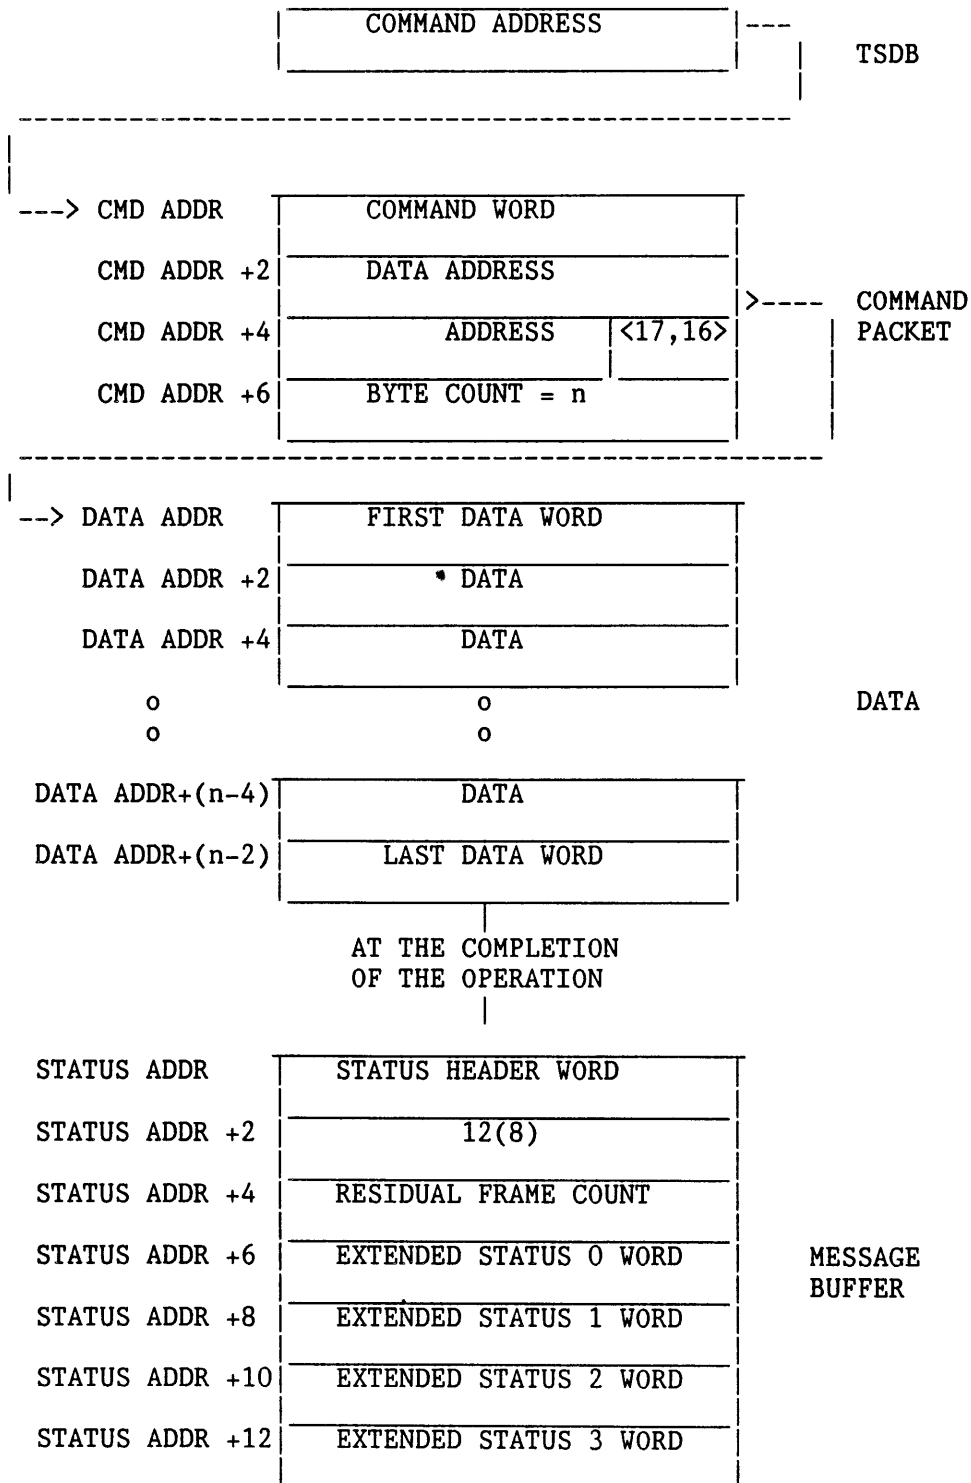 COMMAND ADDRESS
TSDB
---> CMD ADDR COMMAND WORD
CMD ADDR +2 DATA ADDRESS
>---- COMMAND
CMD ADDR +4 ADDRESS <17,16> PACKET
CMD ADDR +6 BYTE COUNT = n
--> DATA ADDR FIRST DATA WORD
DATA ADDR +2 DATA
DATA ADDR +4 DATA
o o DATA
o o
DATA ADDR+(n-4) DATA
DATA ADDR+(n-2) LAST DATA WORD
AT THE COMPLETION
OF THE OPERATION
STATUS ADDR STATUS HEADER WORD
STATUS ADDR +2 12(8)
STATUS ADDR +4 RESIDUAL FRAME COUNT
STATUS ADDR +6 EXTENDED STATUS 0 WORD MESSAGE
BUFFER
STATUS ADDR +8 EXTENDED STATUS 1 WORD
STATUS ADDR +10 EXTENDED STATUS 2 WORD
STATUS ADDR +12 EXTENDED STATUS 3 WORD